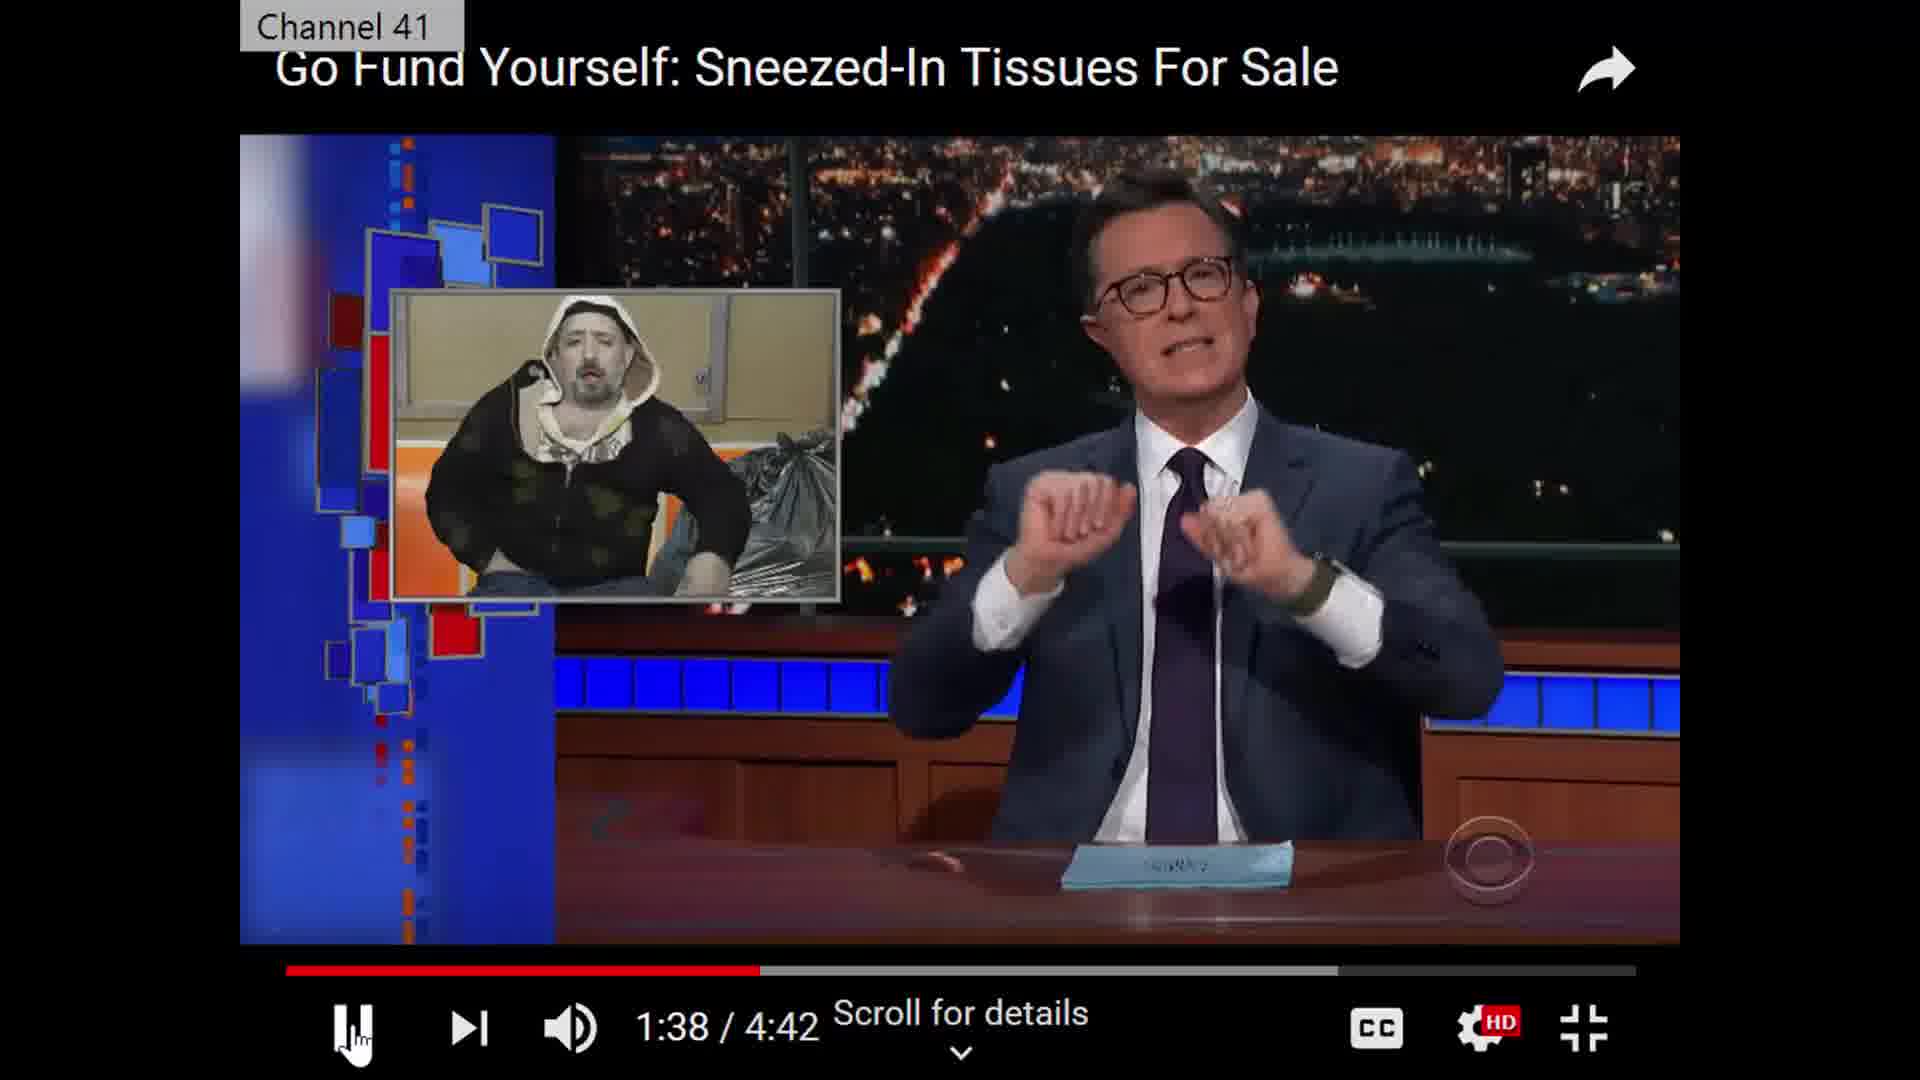 Channel 41
Go Fund Yourself: Sneezed-In Tissues For Sale
1:38 / 4:42
Scroll for details
CC
HD